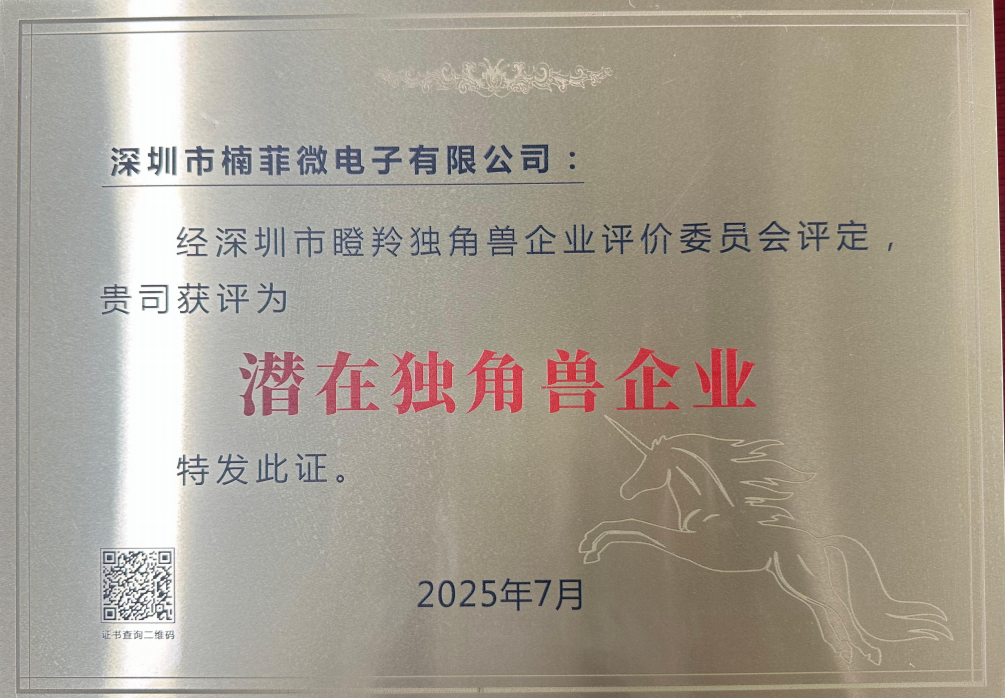 深圳市楠菲微电子有限公司：
经深圳市瞪羚独角兽企业评价委员会评定，
贵司获评为
潜在独角兽企业
特发此证。
2025年7月
证书查询二维码